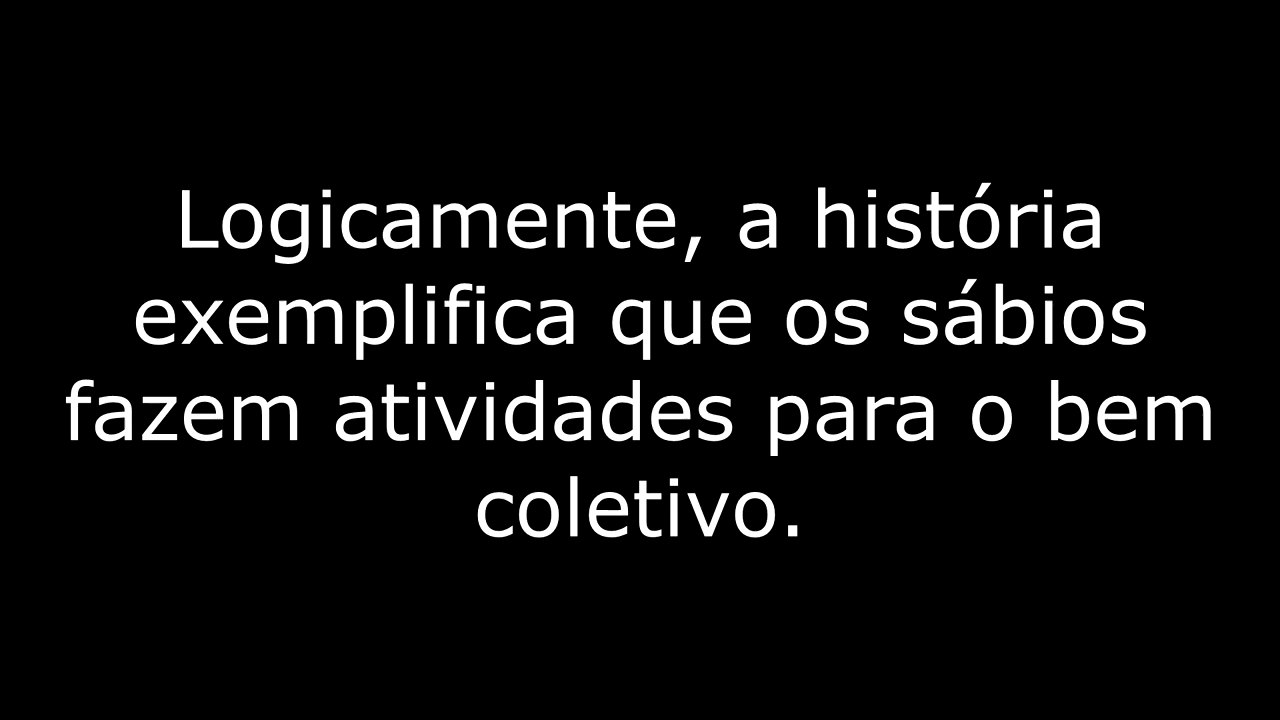 Logicamente, a história
exemplifica que os sábios
fazem atividades para o bem
coletivo.